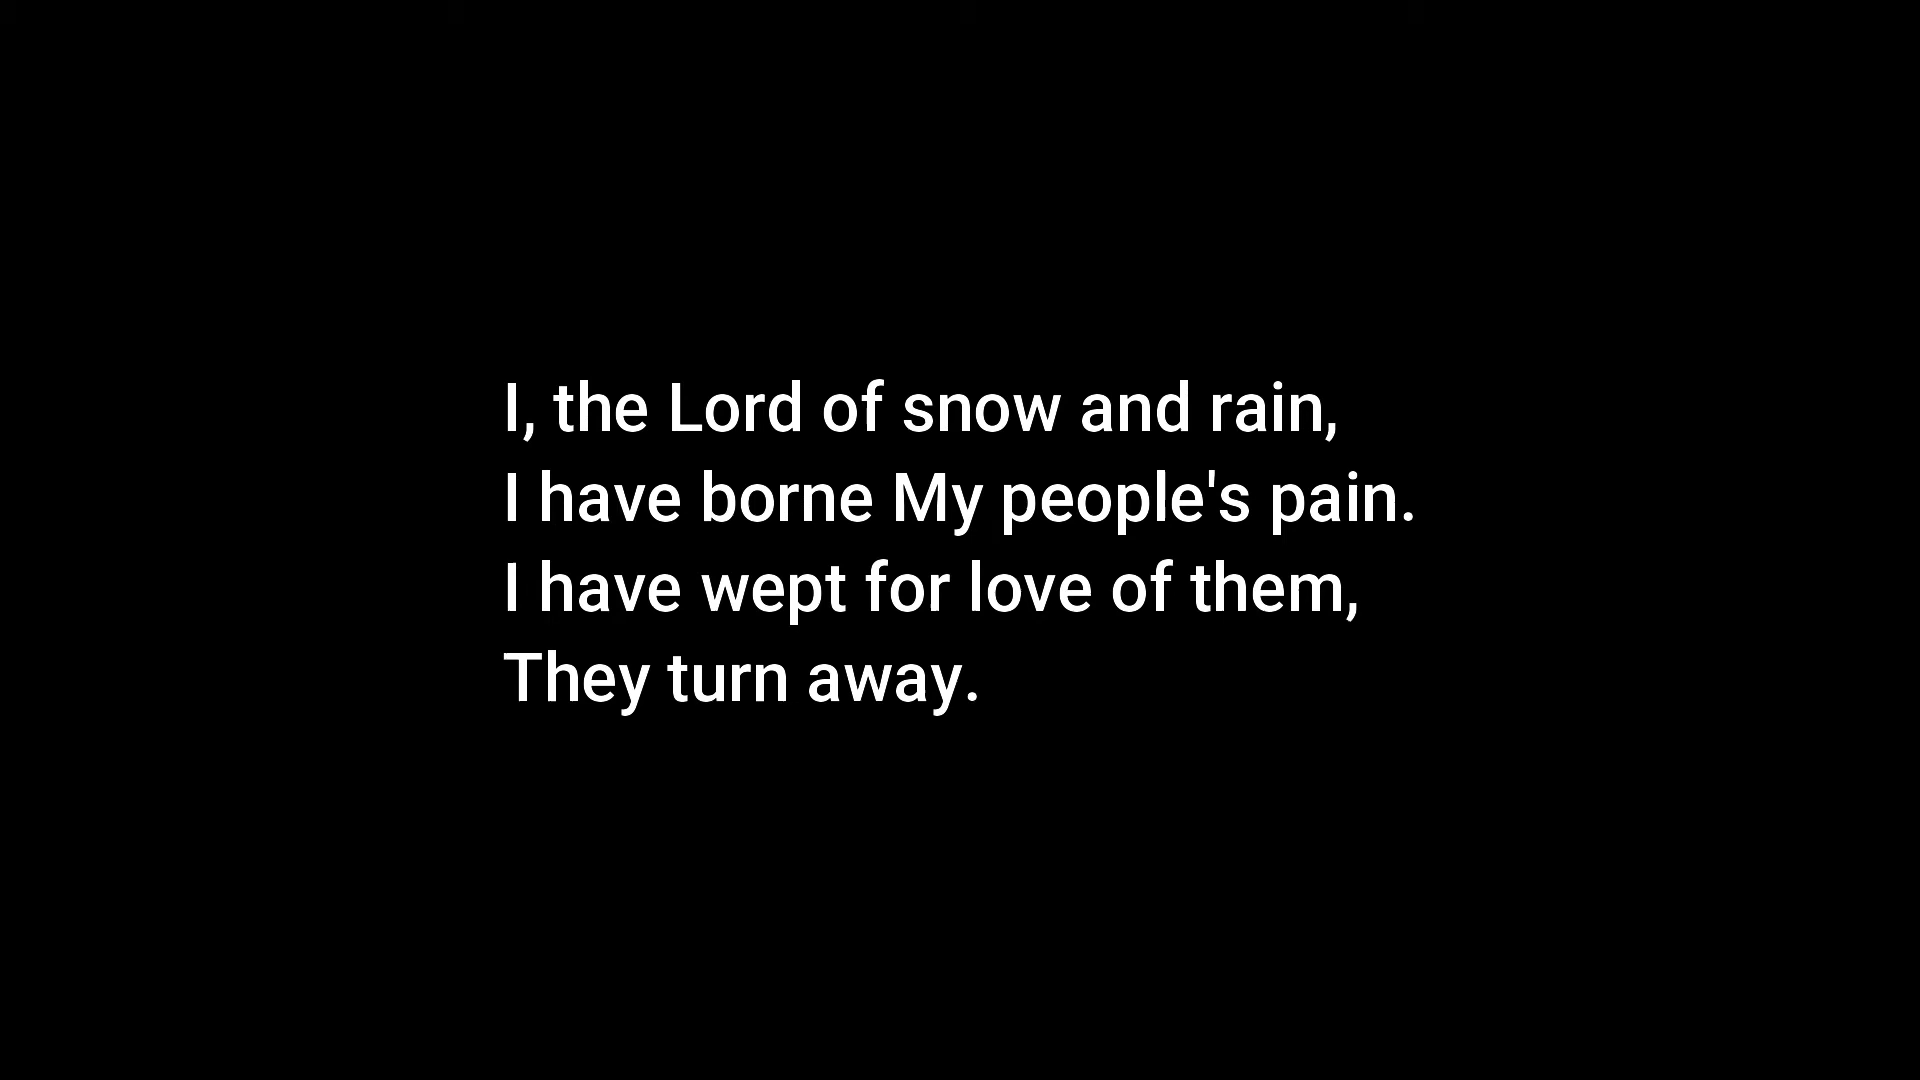 I, the Lord of snow and rain,
I have borne My people's pain.
I have wept for love of them,
They turn away.